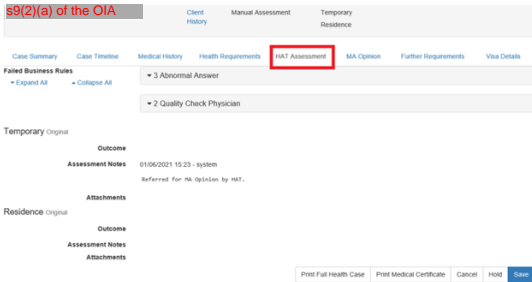 s9(2)(a) of the OIA
Client History
Manual Assessment
Temporary
Residence
Case Summary Case Timeline Medical History Health Requirements HAT Assessment MA Opinion Further Requirements Visa Details
Failed Business Rules
Expand All Collapse All
3 Abnormal Answer
2 Quality Check Physician
Temporary Original
Outcome
Assessment Notes 01/06/2021 15:23 - system
Referred for MA Opinion by HAT.
Attachments
Residence Original
Outcome
Assessment Notes
Attachments
Print Full Health Case Print Medical Certificate Cancel Hold Save